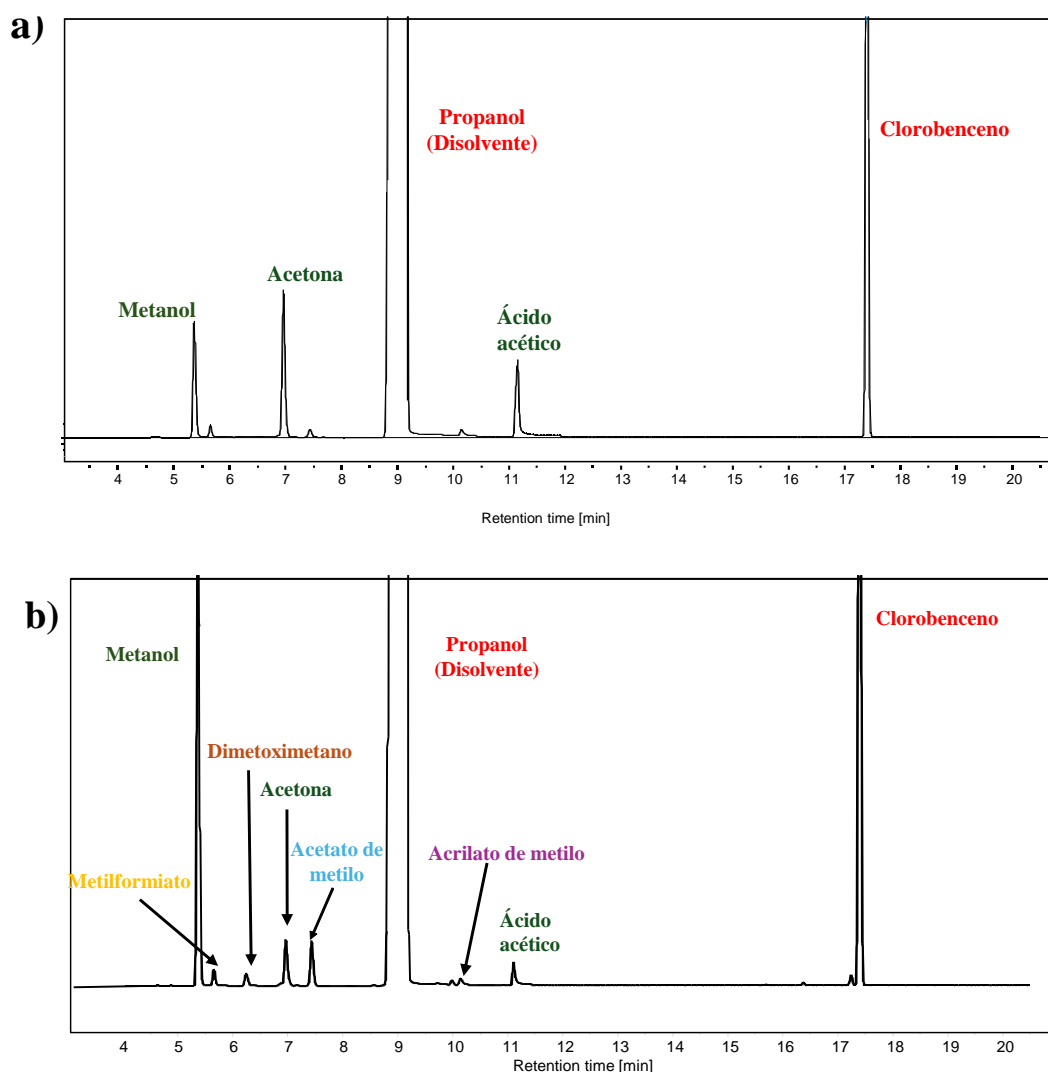 a)
Propanol
(Disolvente)
Clorobenceno
Acetona
Metanol
Ácido
acético
4 5 6 7 8 9 10 11 12 13 14 15 16 17 18 19 20
Retention time [min]
b)
Clorobenceno
Metanol
Propanol
(Disolvente)
Dimetoximetano
Acetona
Acetato de
metilo
Acrilato de metilo
Metilformiato
Ácido
acético
4 5 6 7 8 9 10 11 12 13 14 15 16 17 18 19 20
Retention time [min]